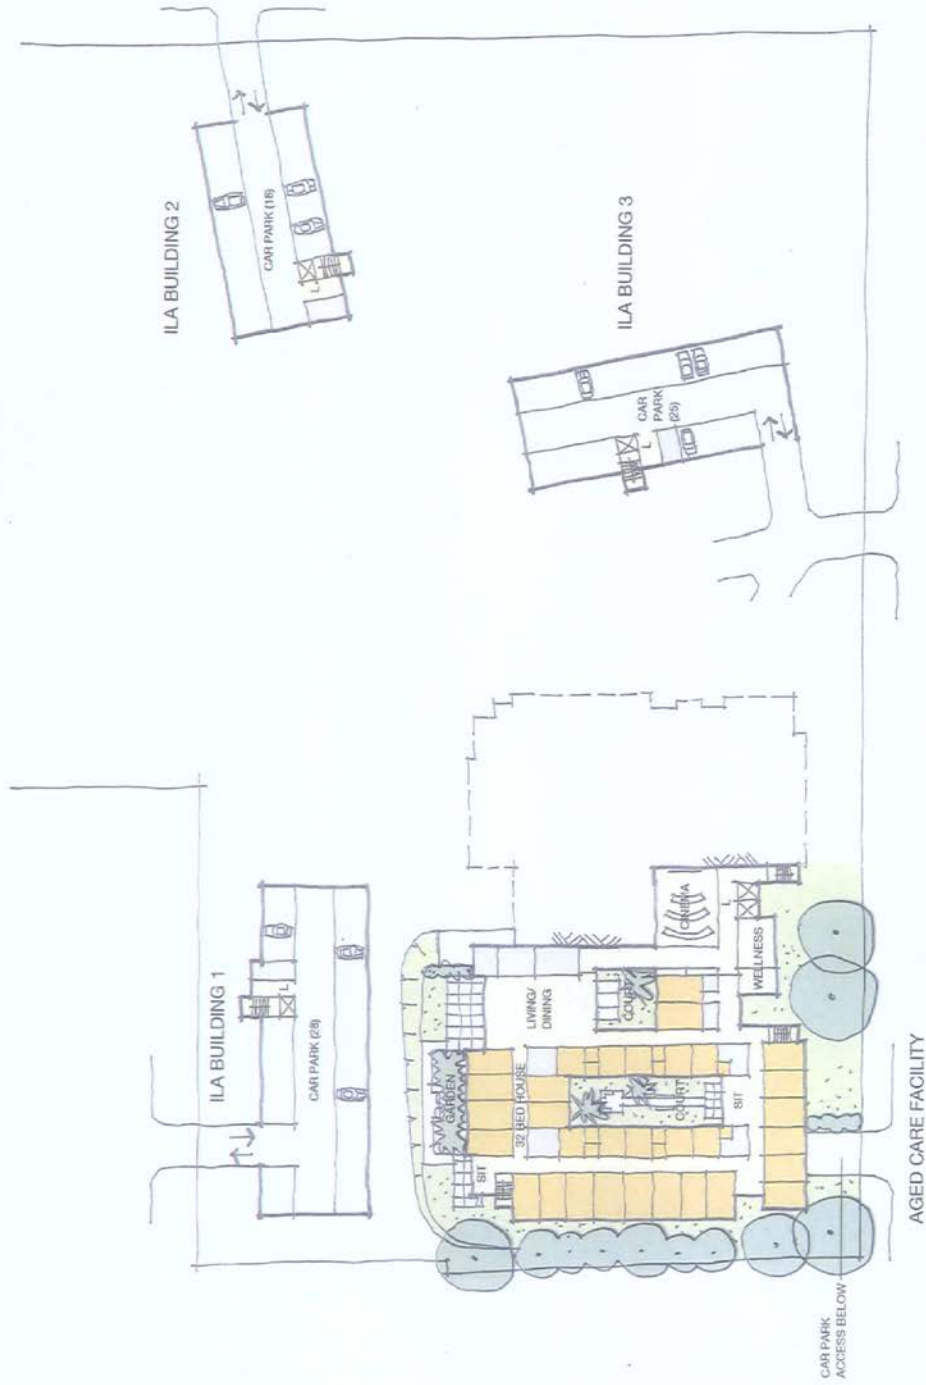 ILA BUILDING 1
CAR PARK (28)
L
ILA BUILDING 2
CAR PARK (18)
L
ILA BUILDING 3
CAR
PARK
(25)
L
GARDEN
SIT
32 BED HOUSE
LIVING/
DINING
COURT
COURT
SIT
CINEMA
L
WELLNESS
CAR PARK
ACCESS BELOW
AGED CARE FACILITY